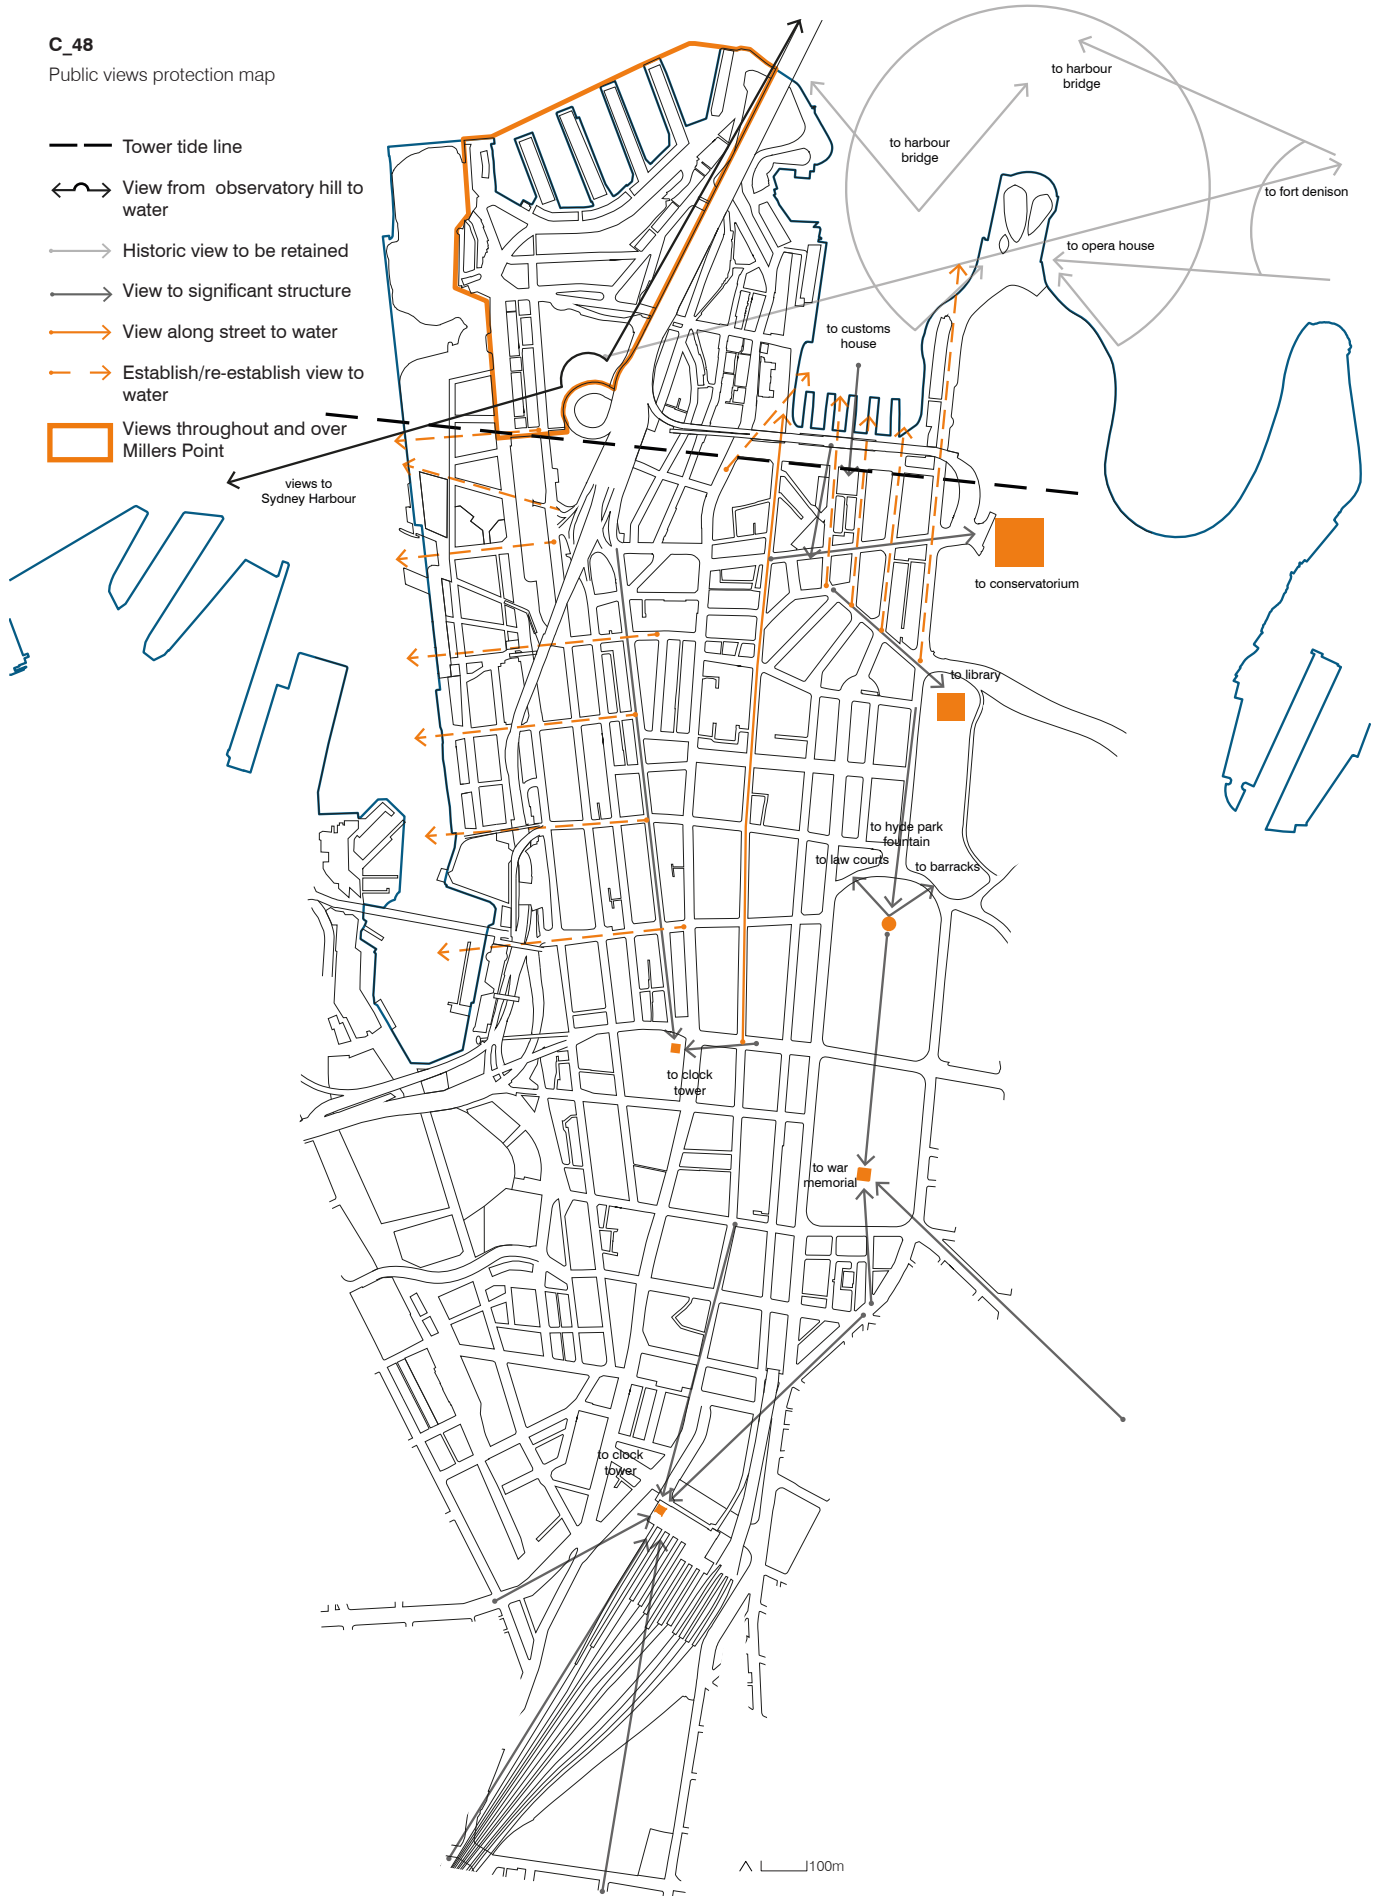 C_48
Public views protection map
Tower tide line
View from observatory hill to
water
Historic view to be retained
View to significant structure
View along street to water
Establish/re-establish view to
water
Views throughout and over
Millers Point
to harbour
bridge
to harbour
bridge
to fort denison
to opera house
to customs
house
views to
Sydney Harbour
to conservatorium
to library
to hyde park
fountain
to law courts
to barracks
to clock
tower
to war
memorial
to clock
tower
100m